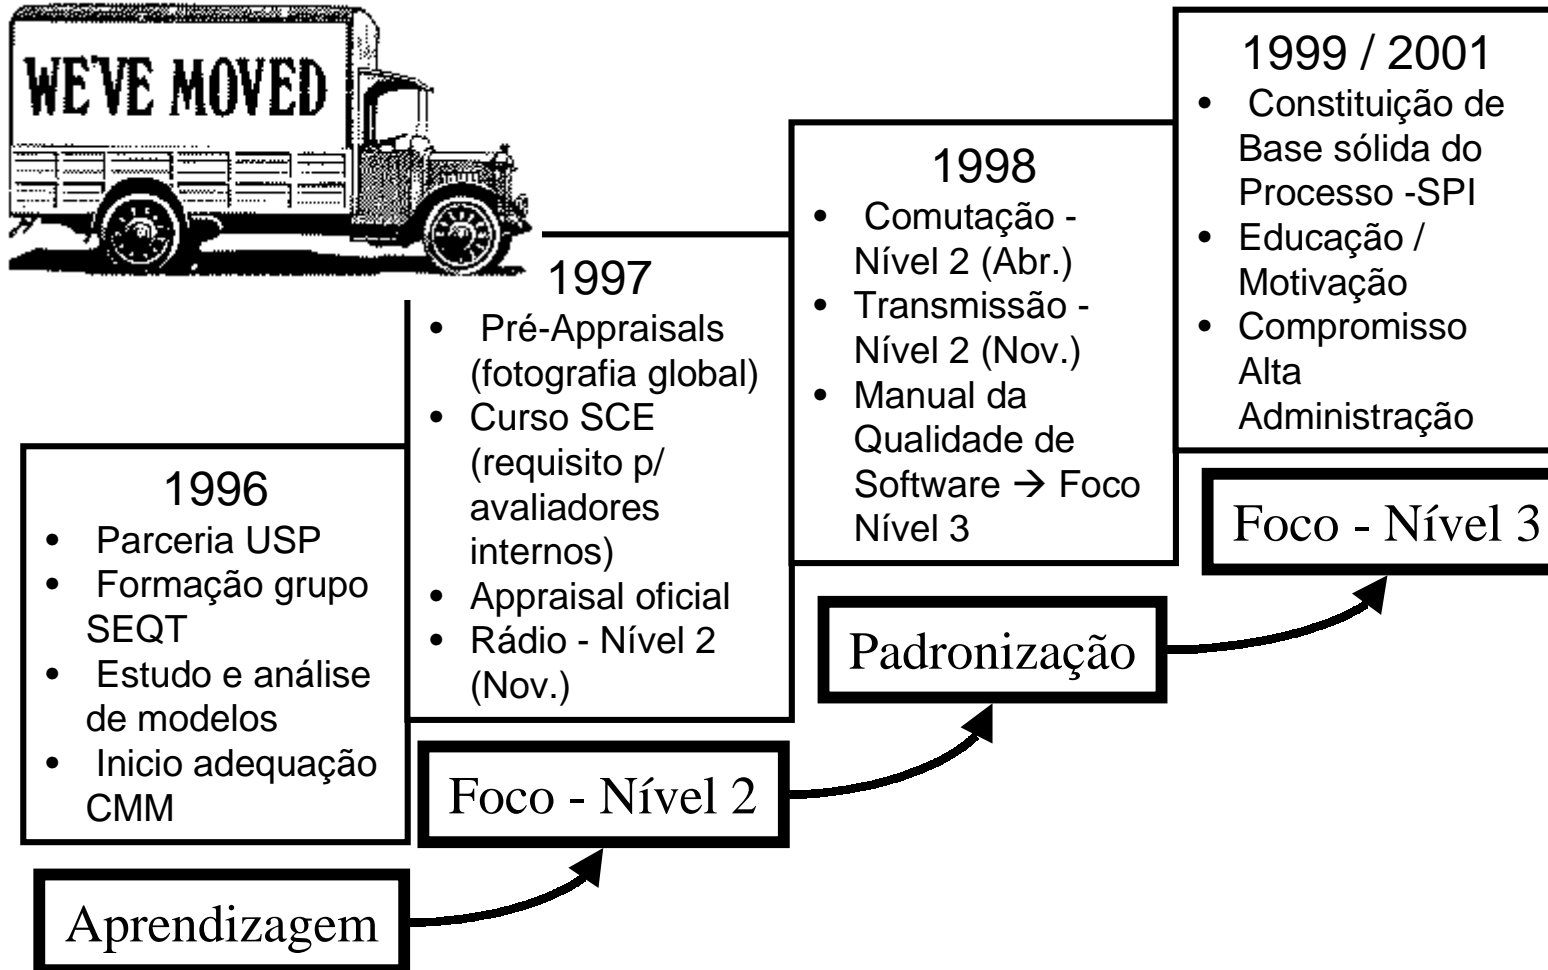 WE'VE MOVED
1996
• Parceria USP
• Formação grupo
SEQT
• Estudo e análise
de modelos
• Inicio adequação
CMM
Aprendizagem
1997
• Pré-Appraisals
(fotografia global)
• Curso SCE
(requisito p/
avaliadores
internos)
• Appraisal oficial
• Rádio - Nível 2
(Nov.)
Foco - Nível 2
1998
• Comutação -
Nível 2 (Abr.)
• Transmissão -
Nível 2 (Nov.)
• Manual da
Qualidade de
Software → Foco
Nível 3
Padronização
1999 / 2001
• Constituição de
Base sólida do
Processo -SPI
• Educação /
Motivação
• Compromisso
Alta
Administração
Foco - Nível 3